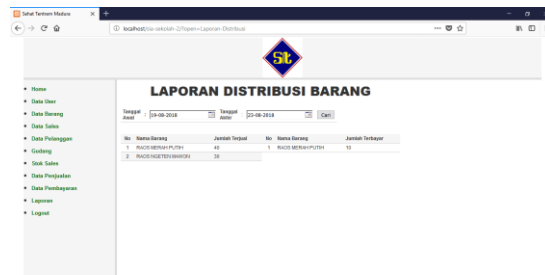 Sahat Tentrem Madura
localhost/sia-sekolah-2/?open=Laporan-Distribusi
St
LAPORAN DISTRIBUSI BARANG
Home
Data User
Data Barang
Data Sales
Data Pelanggan
Gudang
Stok Sales
Data Penjualan
Data Pembayaran
Laporan
Logout
Tanggal Awal : 19-08-2018 Tanggal Akhir 23-08-2018 Cari
No Nama Barang Jumlah Terjual No Nama Barang Jumlah Terbayar
1 RAOS MERAH PUTIH 40 1 RAOS MERAH PUTIH 10
2 RAOS NGETEN MAWON 30